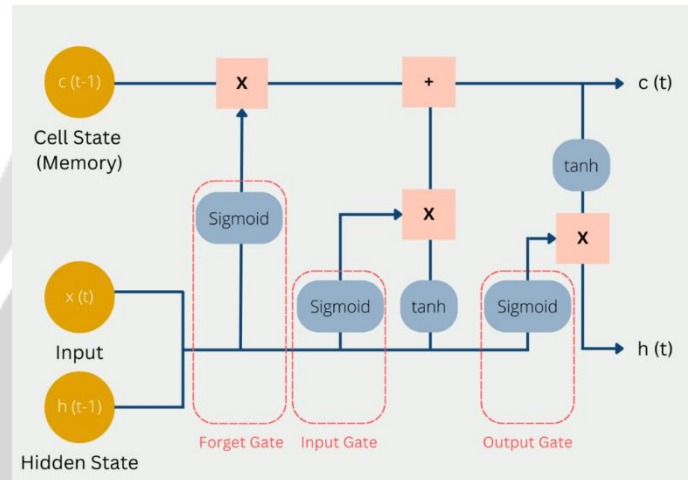 c (t-1)
X
+
c (t)
Cell State
(Memory)
tanh
Sigmoid
X
X
x (t)
Sigmoid
tanh
Sigmoid
Input
h (t)
h (t-1)
Forget Gate
Input Gate
Output Gate
Hidden State